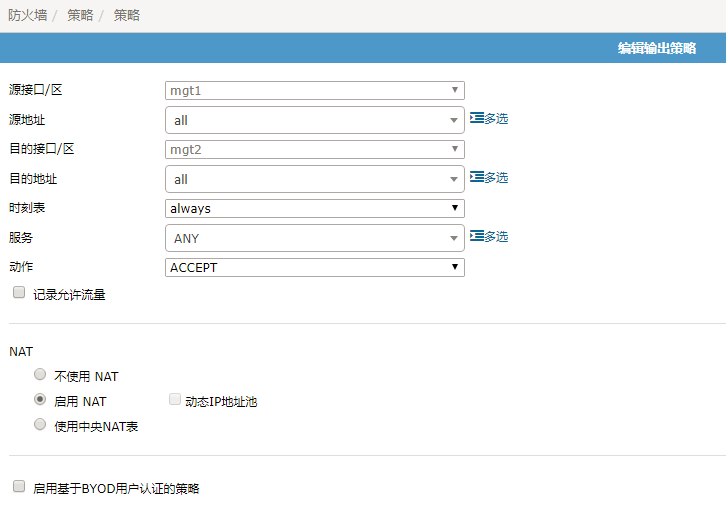 防火墙 / 策略 / 策略
编辑输出策略
源接口/区 mgt1
源地址 all 多选
目的接口/区 mgt2
目的地址 all 多选
时刻表 always
服务 ANY 多选
动作 ACCEPT
记录允许流量
NAT
不使用 NAT
启用 NAT 动态IP地址池
使用中央NAT表
启用基于BYOD用户认证的策略